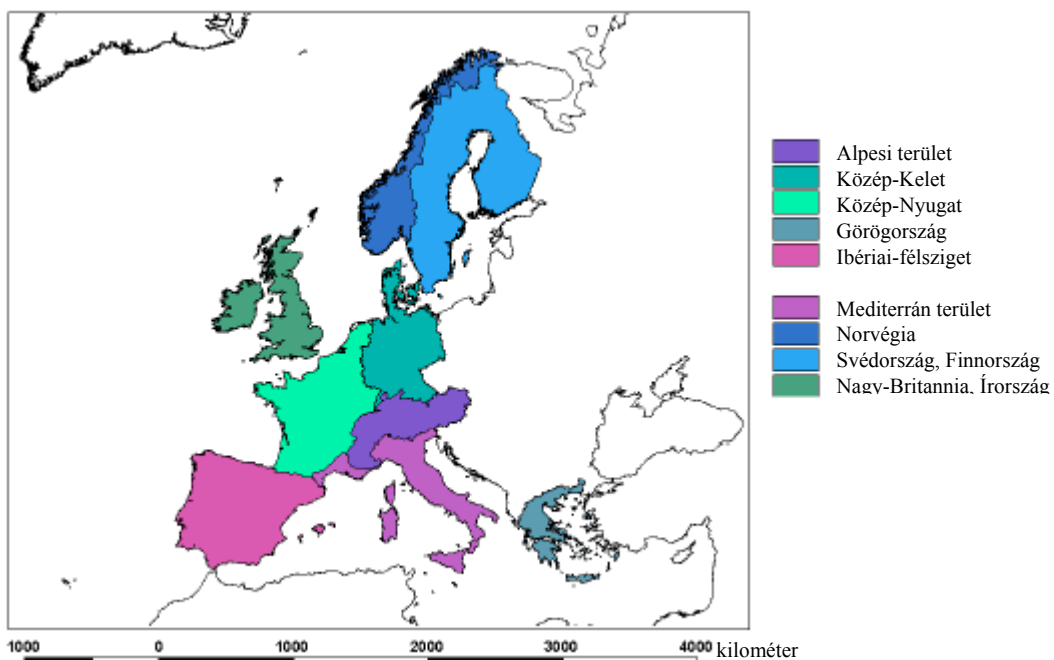 Alpesi terület
Közép-Kelet
Közép-Nyugat
Görögország
Ibériai-félsziget
Mediterrán terület
Norvégia
Svédország, Finnország
Nagy-Britannia, Írország
1000 0 1000 2000 3000 4000 kilométer